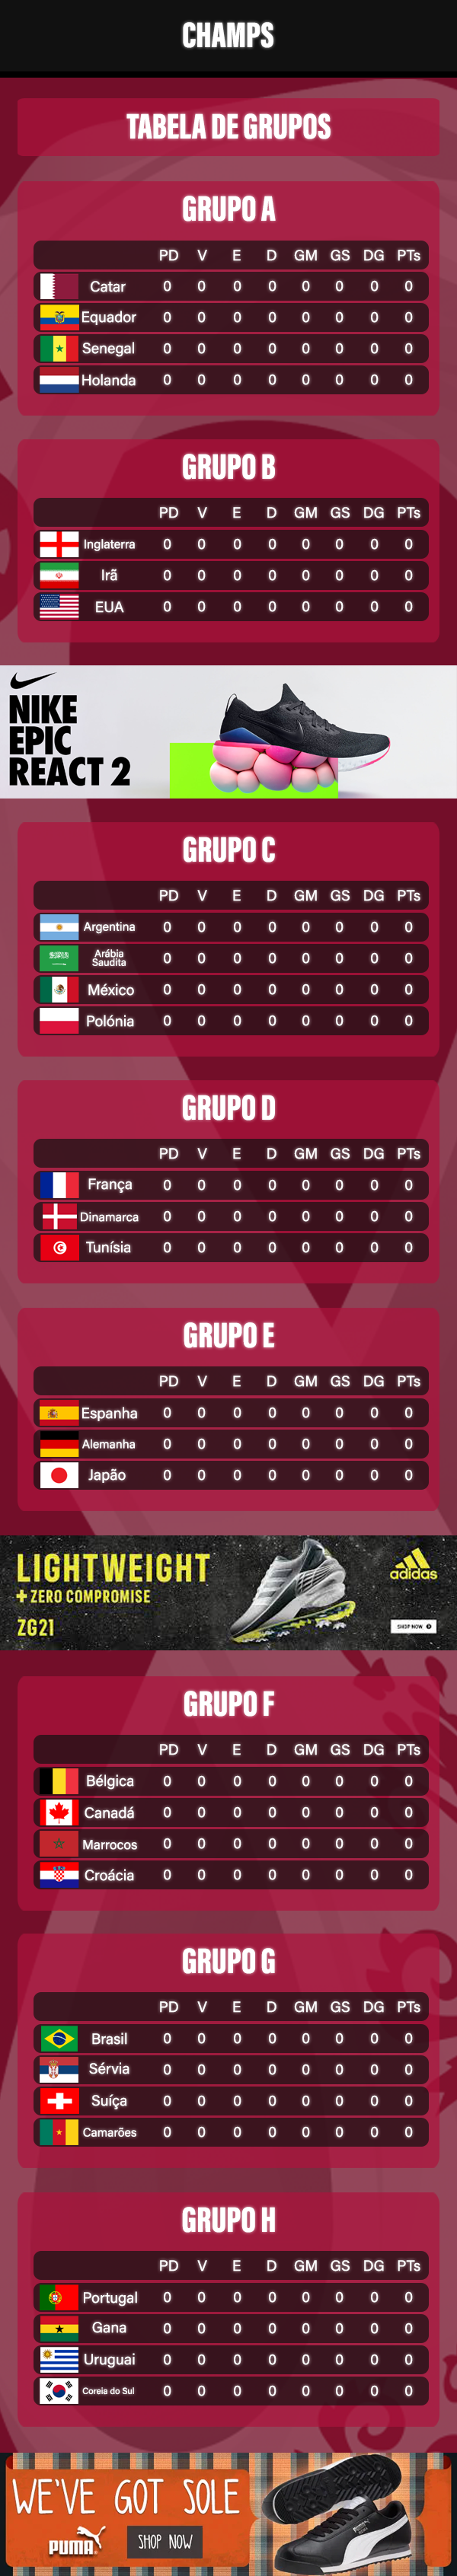 CHAMPS
TABELA DE GRUPOS
GRUPO A
PD V E D GM GS DG PTs
Catar 0 0 0 0 0 0 0 0
Equador 0 0 0 0 0 0 0 0
Senegal 0 0 0 0 0 0 0 0
Holanda 0 0 0 0 0 0 0 0
GRUPO B
PD V E D GM GS DG PTs
Inglaterra 0 0 0 0 0 0 0 0
Irã 0 0 0 0 0 0 0 0
EUA 0 0 0 0 0 0 0 0
NIKE
EPIC
REACT 2
GRUPO C
PD V E D GM GS DG PTs
Argentina 0 0 0 0 0 0 0 0
Arábia
Saudita 0 0 0 0 0 0 0 0
México 0 0 0 0 0 0 0 0
Polónia 0 0 0 0 0 0 0 0
GRUPO D
PD V E D GM GS DG PTs
França 0 0 0 0 0 0 0 0
Dinamarca 0 0 0 0 0 0 0 0
Tunísia 0 0 0 0 0 0 0 0
GRUPO E
PD V E D GM GS DG PTs
Espanha 0 0 0 0 0 0 0 0
Alemanha 0 0 0 0 0 0 0 0
Japão 0 0 0 0 0 0 0 0
LIGHTWEIGHT
+ ZERO COMPROMISE
ZG21
adidas
SHOP NOW
GRUPO F
PD V E D GM GS DG PTs
Bélgica 0 0 0 0 0 0 0 0
Canadá 0 0 0 0 0 0 0 0
Marrocos 0 0 0 0 0 0 0 0
Croácia 0 0 0 0 0 0 0 0
GRUPO G
PD V E D GM GS DG PTs
Brasil 0 0 0 0 0 0 0 0
Sérvia 0 0 0 0 0 0 0 0
Suíça 0 0 0 0 0 0 0 0
Camarões 0 0 0 0 0 0 0 0
GRUPO H
PD V E D GM GS DG PTs
Portugal 0 0 0 0 0 0 0 0
Gana 0 0 0 0 0 0 0 0
Uruguai 0 0 0 0 0 0 0 0
Coreia do Sul 0 0 0 0 0 0 0 0
WE'VE GOT SOLE
PUMA
SHOP NOW